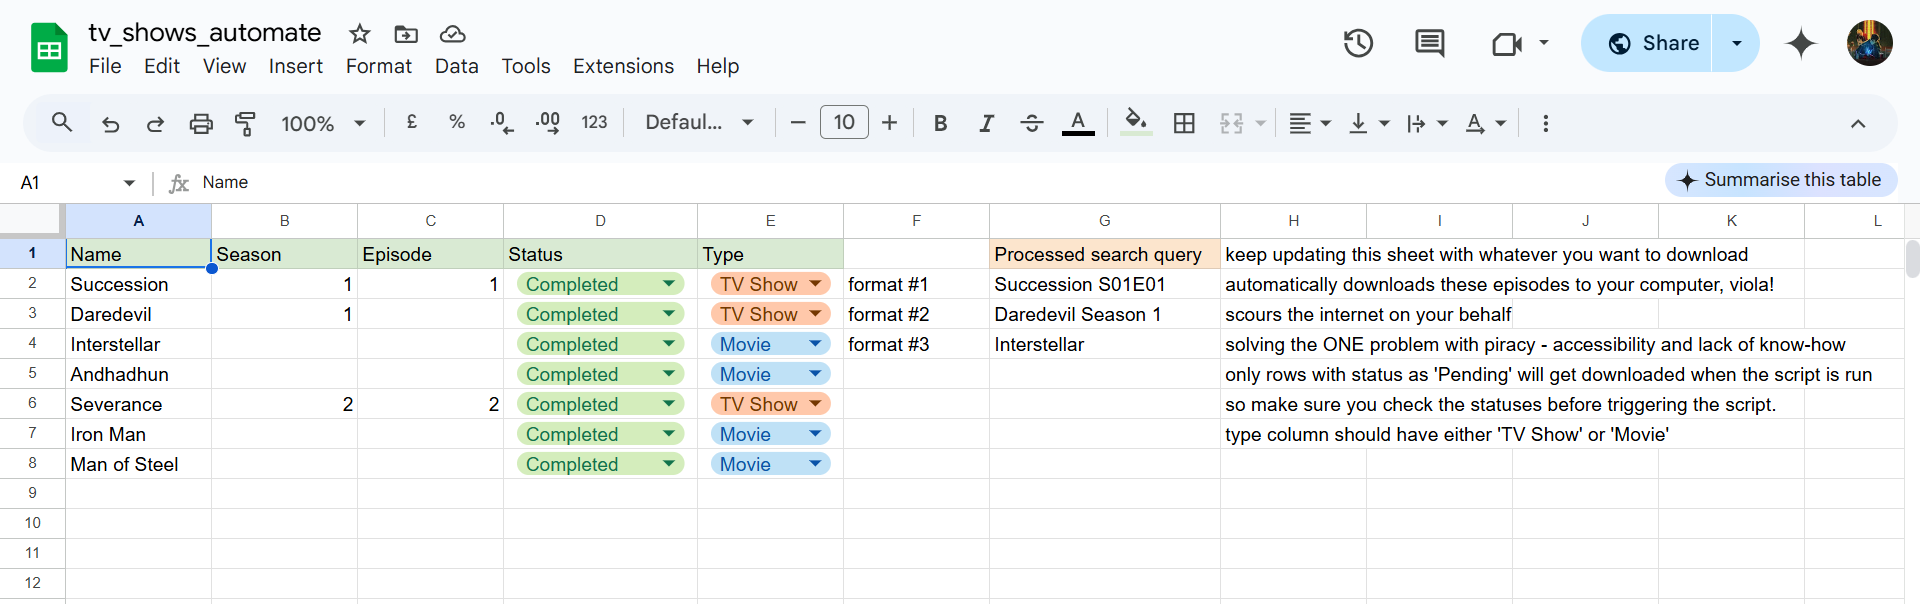 tv_shows_automate
File Edit View Insert Format Data Tools Extensions Help
Share
100% £ % .0 .00 123 Defaul... 10 B I S A A
A1 fx Name
Summarise this table
A B C D E F G H I J K L
1 Name Season Episode Status Type Processed search query keep updating this sheet with whatever you want to download
2 Succession 1 1 Completed TV Show format #1 Succession S01E01 automatically downloads these episodes to your computer, viola!
3 Daredevil 1 Completed TV Show format #2 Daredevil Season 1 scours the internet on your behalf
4 Interstellar Completed Movie format #3 Interstellar solving the ONE problem with piracy - accessibility and lack of know-how
5 Andhadhun Completed Movie only rows with status as 'Pending' will get downloaded when the script is run
6 Severance 2 2 Completed TV Show so make sure you check the statuses before triggering the script.
7 Iron Man Completed Movie type column should have either 'TV Show' or 'Movie'
8 Man of Steel Completed Movie
9
10
11
12